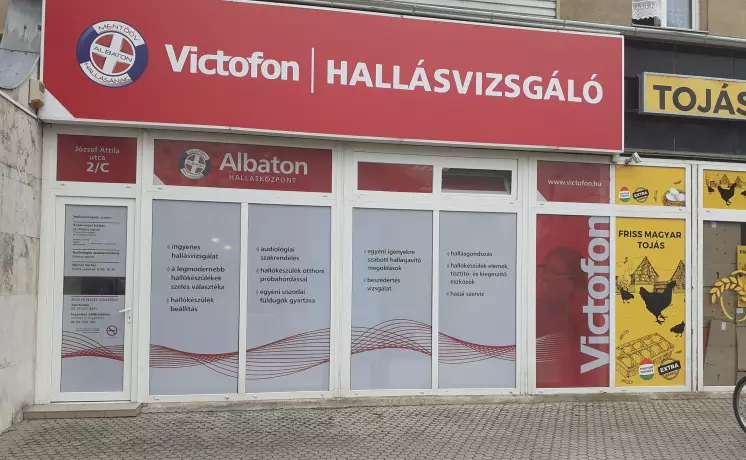 MENTŐÖV
ALBATON
HALLÁSÁNAK
Victofon | HALLÁSVIZSGÁLÓ
TOJÁS
József Attila
utca
2/C
Albaton
HALLÁSKÖZPONT
www.victofon.hu
ingyenes
hallásvizsgálat
a legmodernebb
hallókészülékek
széles választéka
hallókészülék
beállítás
audiológiai
szakrendelés
hallókészülék otthoni
próbahordással
egyéni uszodai
füldugók gyártása
egyéni igényekre
szabott hallásjavító
megoldások
beszédértés
vizsgálat
hallásgondozás
hallókészülék elemek,
tisztító- és kiegészítő
eszközök
hazai szerviz
Victofon
FRISS MAGYAR
TOJÁS
EXTRA
EXTRA